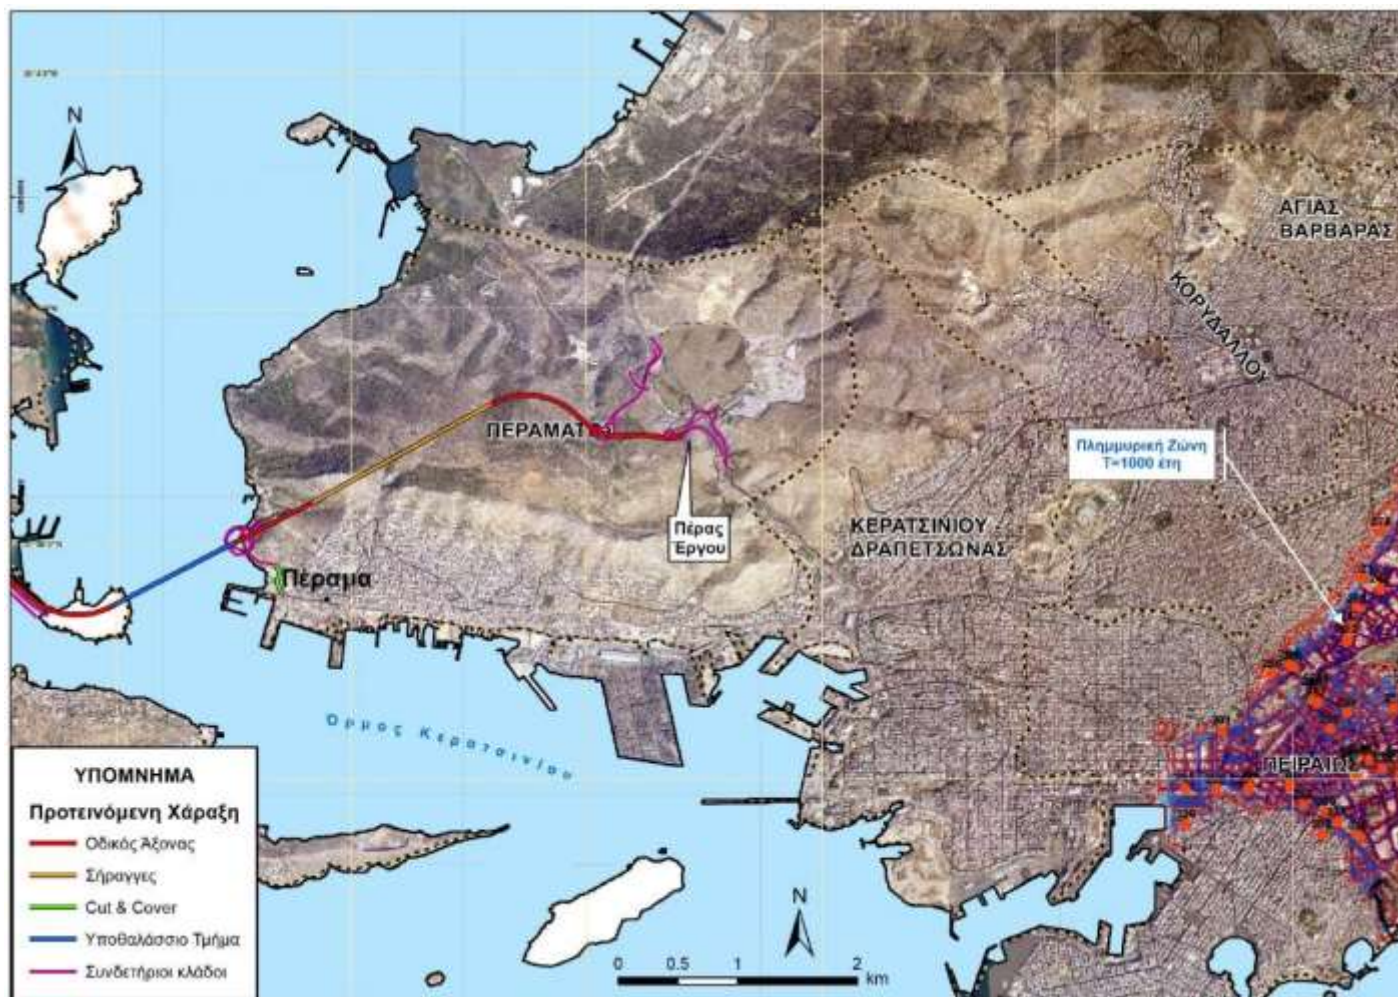 N
ΑΓΙΑΣ
ΒΑΡΒΑΡΑΣ
ΚΟΡΥΔΑΛΛΟΥ
ΠΕΡΑΜΑΤ
Πλημμυρική Ζώνη
Τ=1000 έτη
Πέρας
Έργου
ΚΕΡΑΤΣΙΝΙΟΥ -
ΔΡΑΠΕΤΣΩΝΑΣ
Πέραμα
Όρμος Κερατσινίου
ΠΕΙΡΑΙΩΣ
ΥΠΟΜΝΗΜΑ
Προτεινόμενη Χάραξη
Οδικός Άξονας
Σήραγγες
Cut & Cover
Υποθαλάσσιο Τμήμα
Συνδετήριοι κλάδοι
N
0 0.5 1 2
km